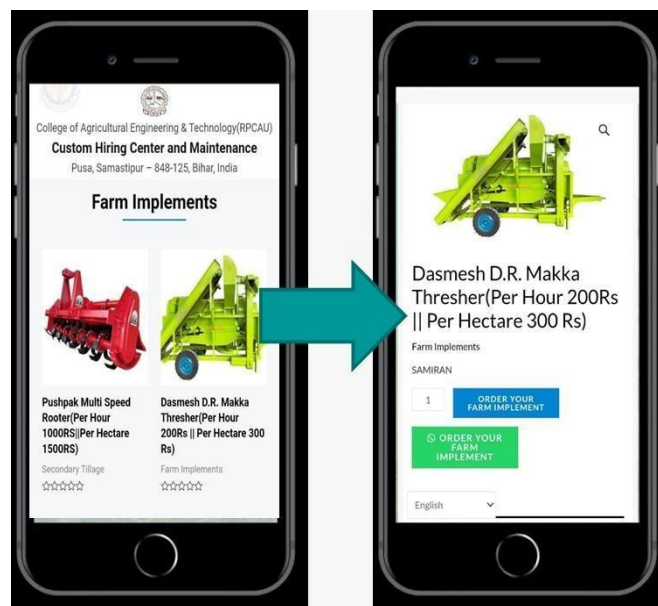 College of Agricultural Engineering & Technology(RPCAU)
Custom Hiring Center and Maintenance
Pusa, Samastipur – 848-125, Bihar, India
Farm Implements
Pushpak Multi Speed
Rooter(Per Hour
1000RS||Per Hectare
1500RS)
Secondary Tillage
Dasmesh D.R. Makka
Thresher(Per Hour
200Rs || Per Hectare 300
Rs)
Farm Implements
Dasmesh D.R. Makka
Thresher(Per Hour 200Rs
|| Per Hectare 300 Rs)
Farm Implements
SAMIRAN
1
ORDER YOUR
FARM IMPLEMENT
ORDER YOUR
FARM
IMPLEMENT
English